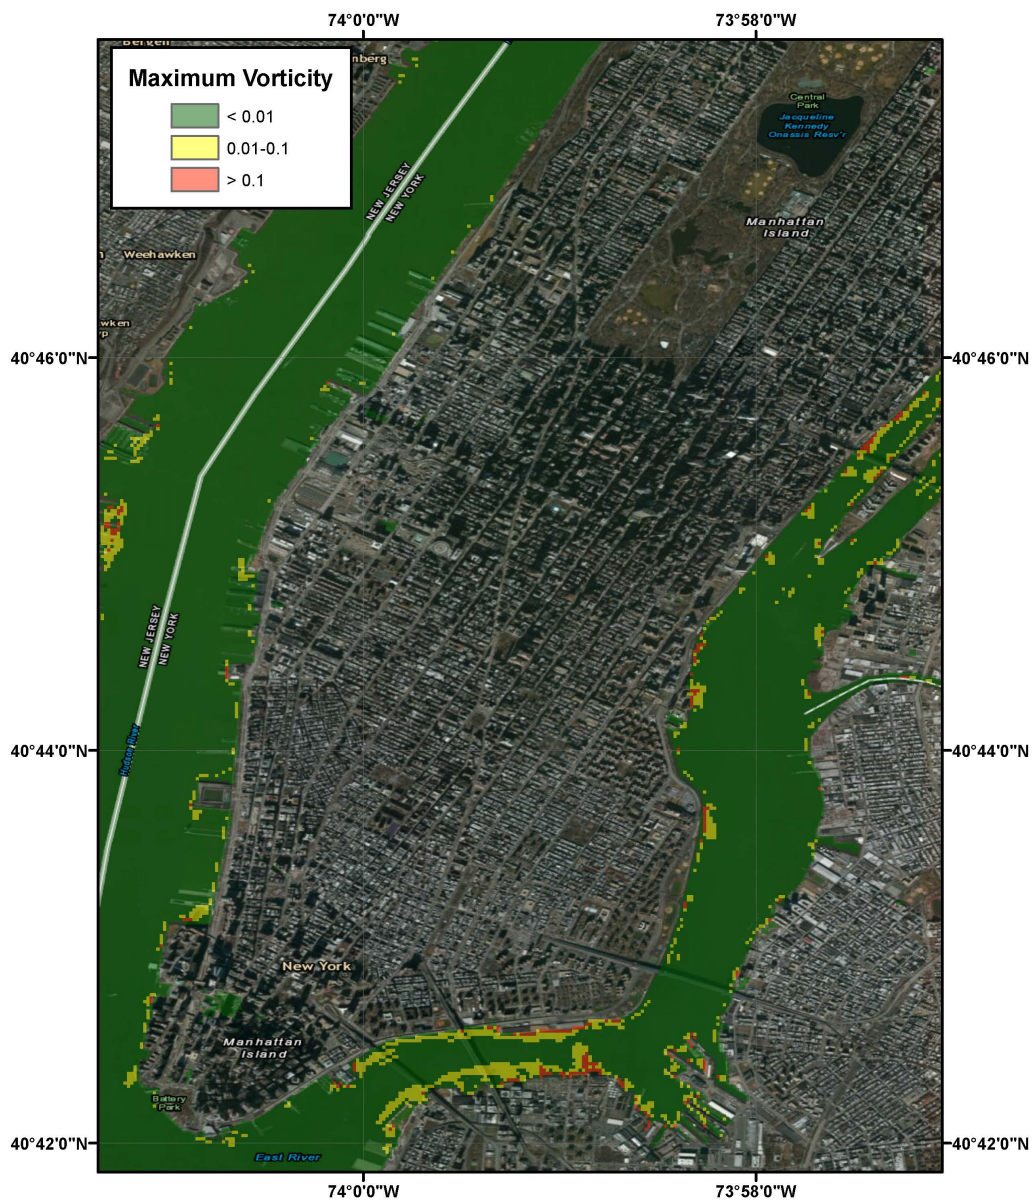 74°0'0"W
73°58'0"W
Bergen
nberg
Maximum Vorticity
< 0.01
0.01-0.1
> 0.1
Central
Park
Jacqueline
Kennedy
Onassis Resv'r
NEW JERSEY
NEW YORK
Manhattan
Island
n Weehawken
wken
yp
40°46'0"N
40°46'0"N
NEW JERSEY
NEW YORK
Hudson River
40°44'0"N
40°44'0"N
New York
Manhattan
Island
Battery
Park
40°42'0"N
40°42'0"N
East River
74°0'0"W
73°58'0"W